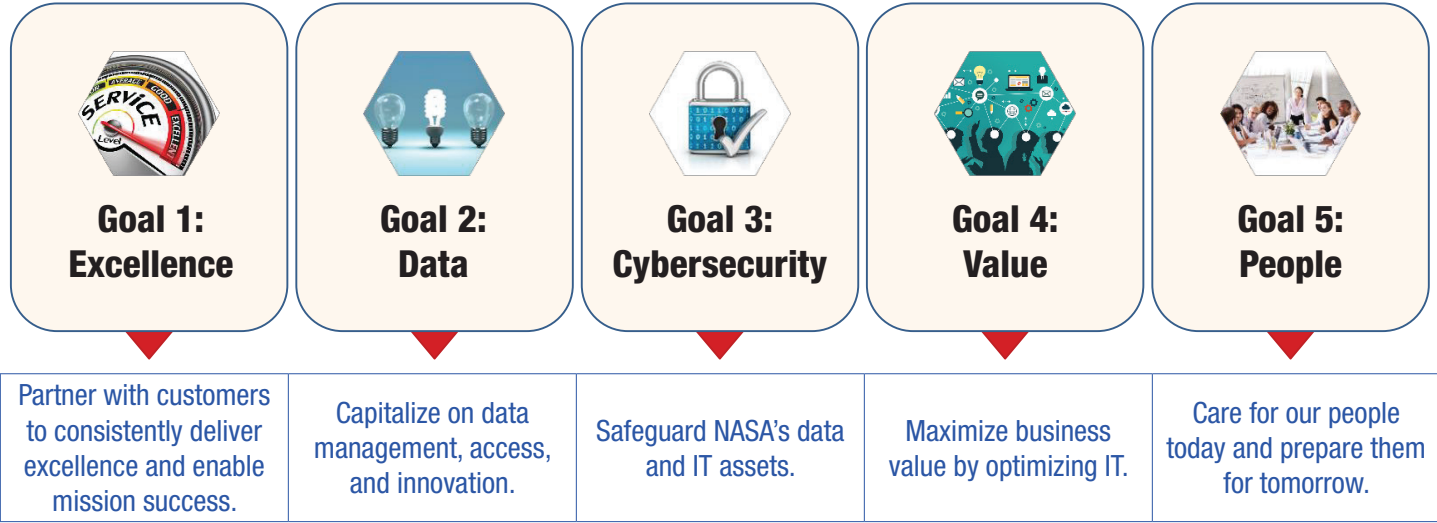 AVERAGE
GOOD
EXCELLENT
SERVICE
Level
Goal 1:
Excellence
Goal 2:
Data
Goal 3:
Cybersecurity
Goal 4:
Value
Goal 5:
People
Partner with customers
to consistently deliver
excellence and enable
mission success.
Capitalize on data
management, access,
and innovation.
Safeguard NASA’s data
and IT assets.
Maximize business
value by optimizing IT.
Care for our people
today and prepare them
for tomorrow.